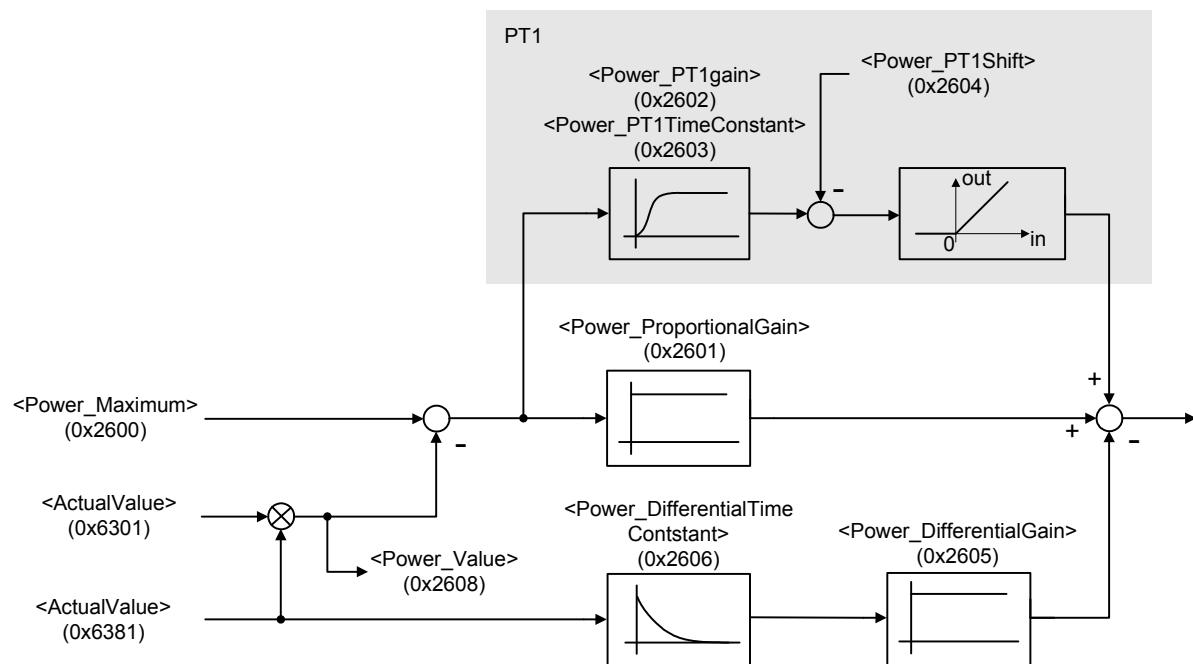 PT1
<Power_PT1gain>
(0x2602)
<Power_PT1TimeConstant>
(0x2603)
<Power_PT1Shift>
(0x2604)
-
out
0
in
<Power_ProportionalGain>
(0x2601)
<Power_Maximum>
(0x2600)
-
+
+
-
<ActualValue>
(0x6301)
<Power_Value>
(0x2608)
<Power_DifferentialTime
Contstant>
(0x2606)
<Power_DifferentialGain>
(0x2605)
<ActualValue>
(0x6381)